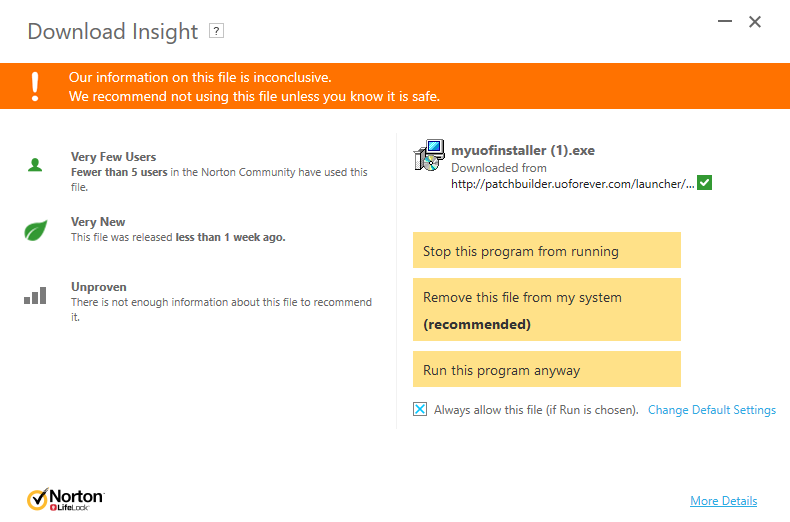 Download Insight ?
Our information on this file is inconclusive.
We recommend not using this file unless you know it is safe.
Very Few Users
Fewer than 5 users in the Norton Community have used this
file.
Very New
This file was released less than 1 week ago.
Unproven
There is not enough information about this file to recommend
it.
myuofinstaller (1).exe
Downloaded from
http://patchbuilder.uoforever.com/launcher/...
Stop this program from running
Remove this file from my system
(recommended)
Run this program anyway
Always allow this file (if Run is chosen). Change Default Settings
Norton
LifeLock
More Details